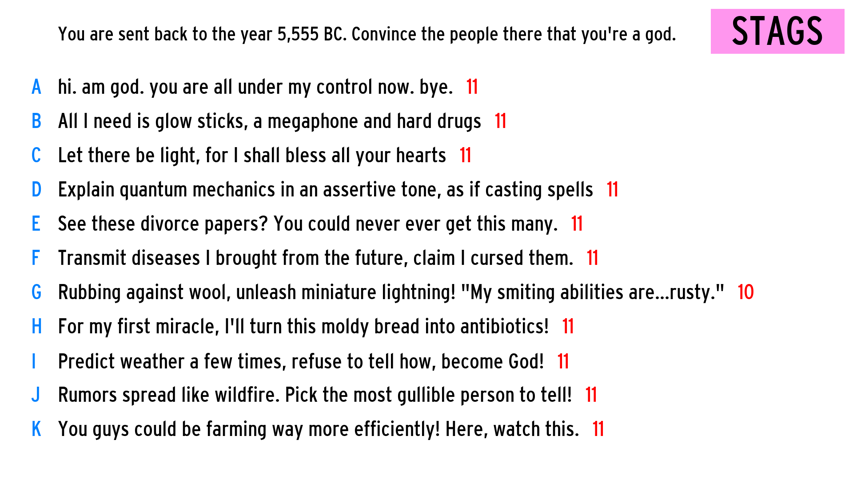 You are sent back to the year 5,555 BC. Convince the people there that you're a god.
STAGS
A hi. am god. you are all under my control now. bye. 11
B All I need is glow sticks, a megaphone and hard drugs 11
C Let there be light, for I shall bless all your hearts 11
D Explain quantum mechanics in an assertive tone, as if casting spells 11
E See these divorce papers? You could never ever get this many. 11
F Transmit diseases I brought from the future, claim I cursed them. 11
G Rubbing against wool, unleash miniature lightning! "My smiting abilities are...rusty." 10
H For my first miracle, I'll turn this moldy bread into antibiotics! 11
I Predict weather a few times, refuse to tell how, become God! 11
J Rumors spread like wildfire. Pick the most gullible person to tell! 11
K You guys could be farming way more efficiently! Here, watch this. 11